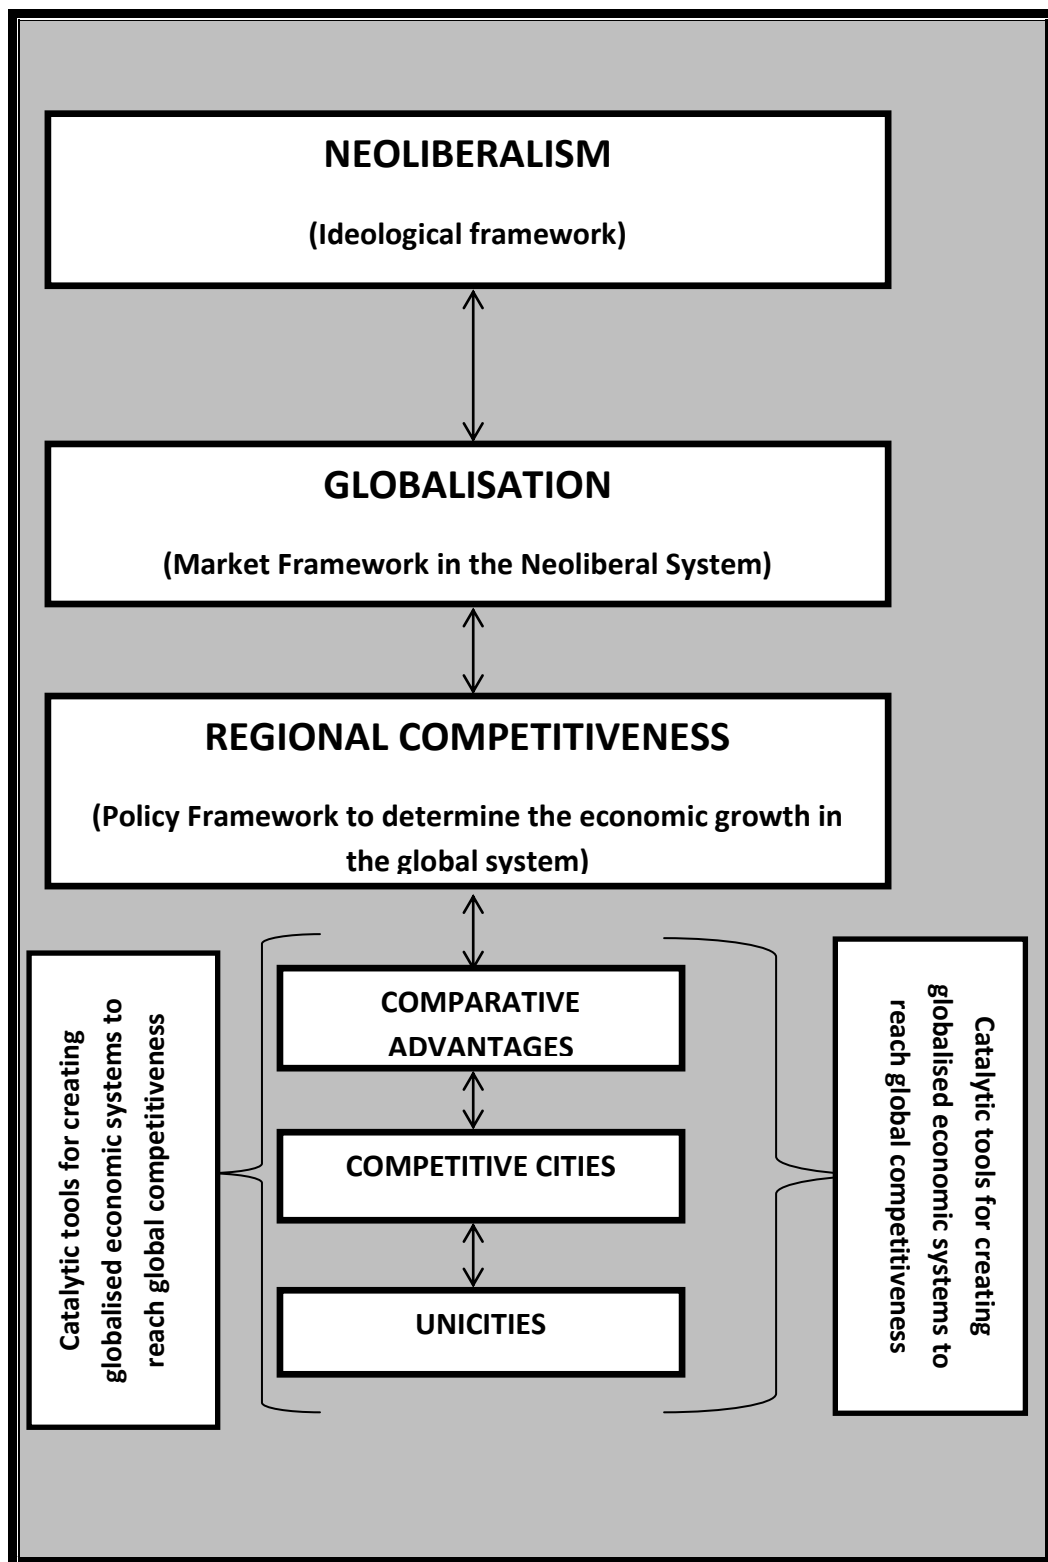 NEOLIBERALISM
(Ideological framework)
GLOBALISATION
(Market Framework in the Neoliberal System)
REGIONAL COMPETITIVENESS
(Policy Framework to determine the economic growth in
the global system)
COMPARATIVE
ADVANTAGES
COMPETITIVE CITIES
UNICITIES
Catalytic tools for creating
globalised economic systems to
reach global competitiveness
Catalytic tools for creating
globalised economic systems to
reach global competitiveness